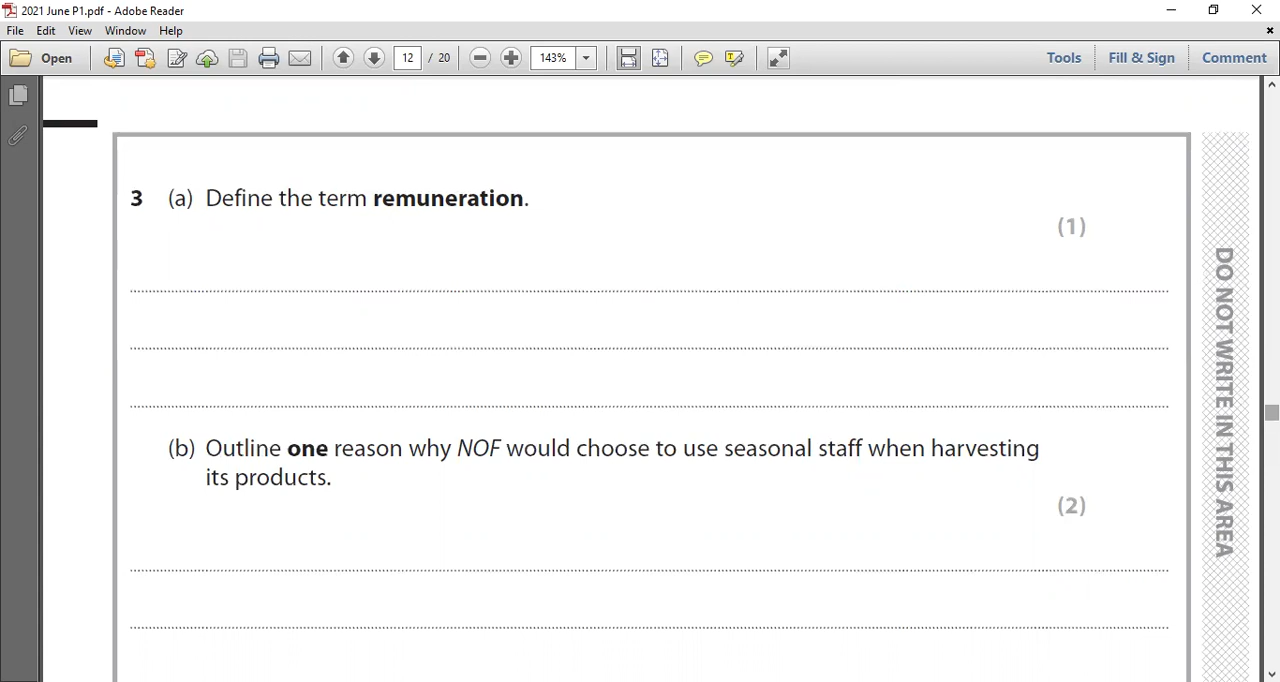 2021 June P1.pdf - Adobe Reader
File Edit View Window Help
Open 12 / 20 143% Tools Fill & Sign Comment
3 (a) Define the term remuneration.
(1)
(b) Outline one reason why NOF would choose to use seasonal staff when harvesting
its products.
(2)
DO NOT WRITE IN THIS AREA